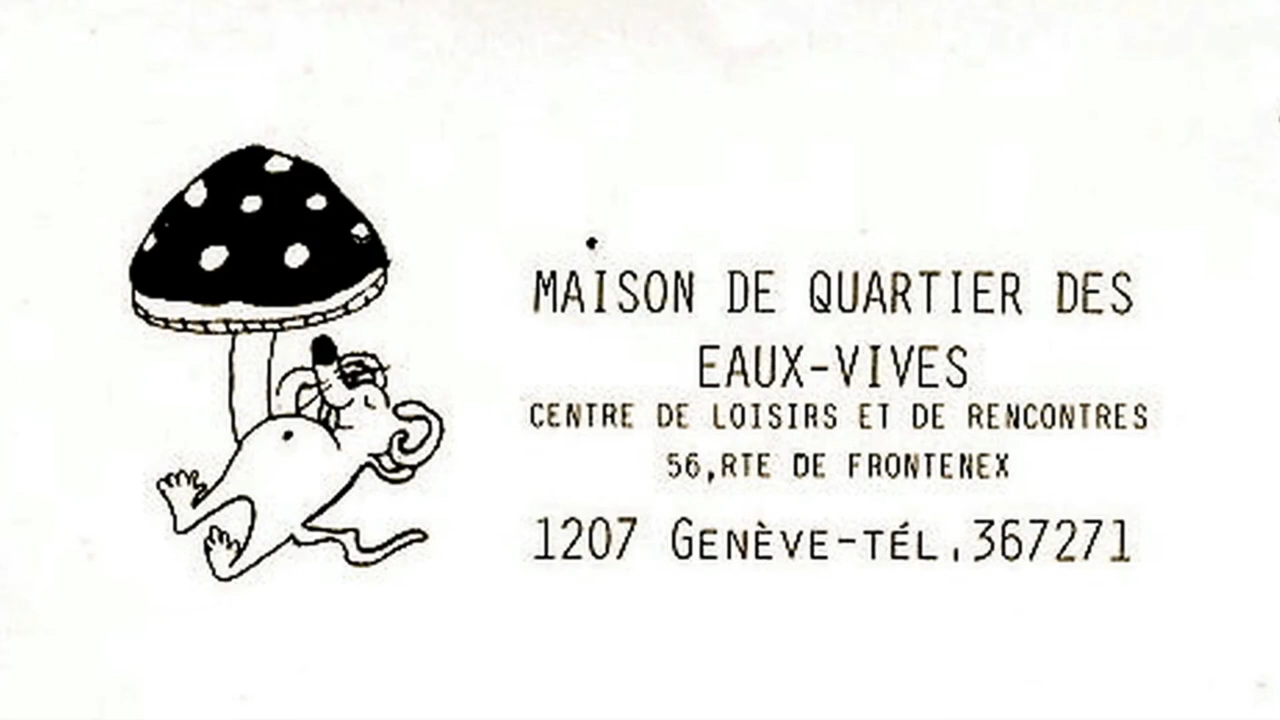 MAISON DE QUARTIER DES
EAUX-VIVES
CENTRE DE LOISIRS ET DE RENCONTRES
56,RTE DE FRONTENEX
1207 GENÈVE-TÉL.367271